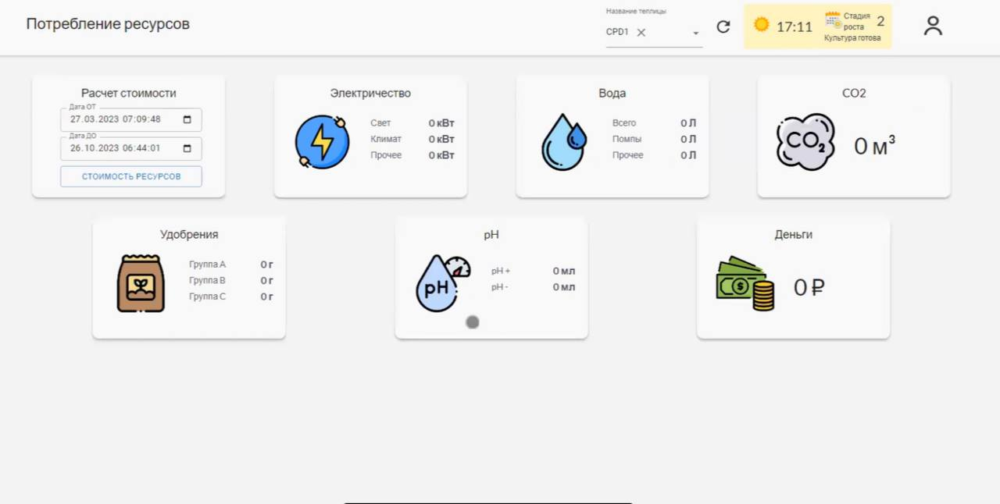 Потребление ресурсов
Название теплицы
CPD1
17:11
Стадия роста 2
Культура готова
Расчет стоимости
Дата ОТ
27.03.2023 07:09:48
Дата ДО
26.10.2023 06:44:01
СТОИМОСТЬ РЕСУРСОВ
Электричество
Свет 0 кВт
Климат 0 кВт
Прочее 0 кВт
Вода
Всего 0 Л
Помпы 0 Л
Прочее 0 Л
CO2
CO₂
0 м³
Удобрения
Группа A 0 г
Группа B 0 г
Группа C 0 г
pH
pH
pH + 0 мл
pH - 0 мл
Деньги
$
0 ₽